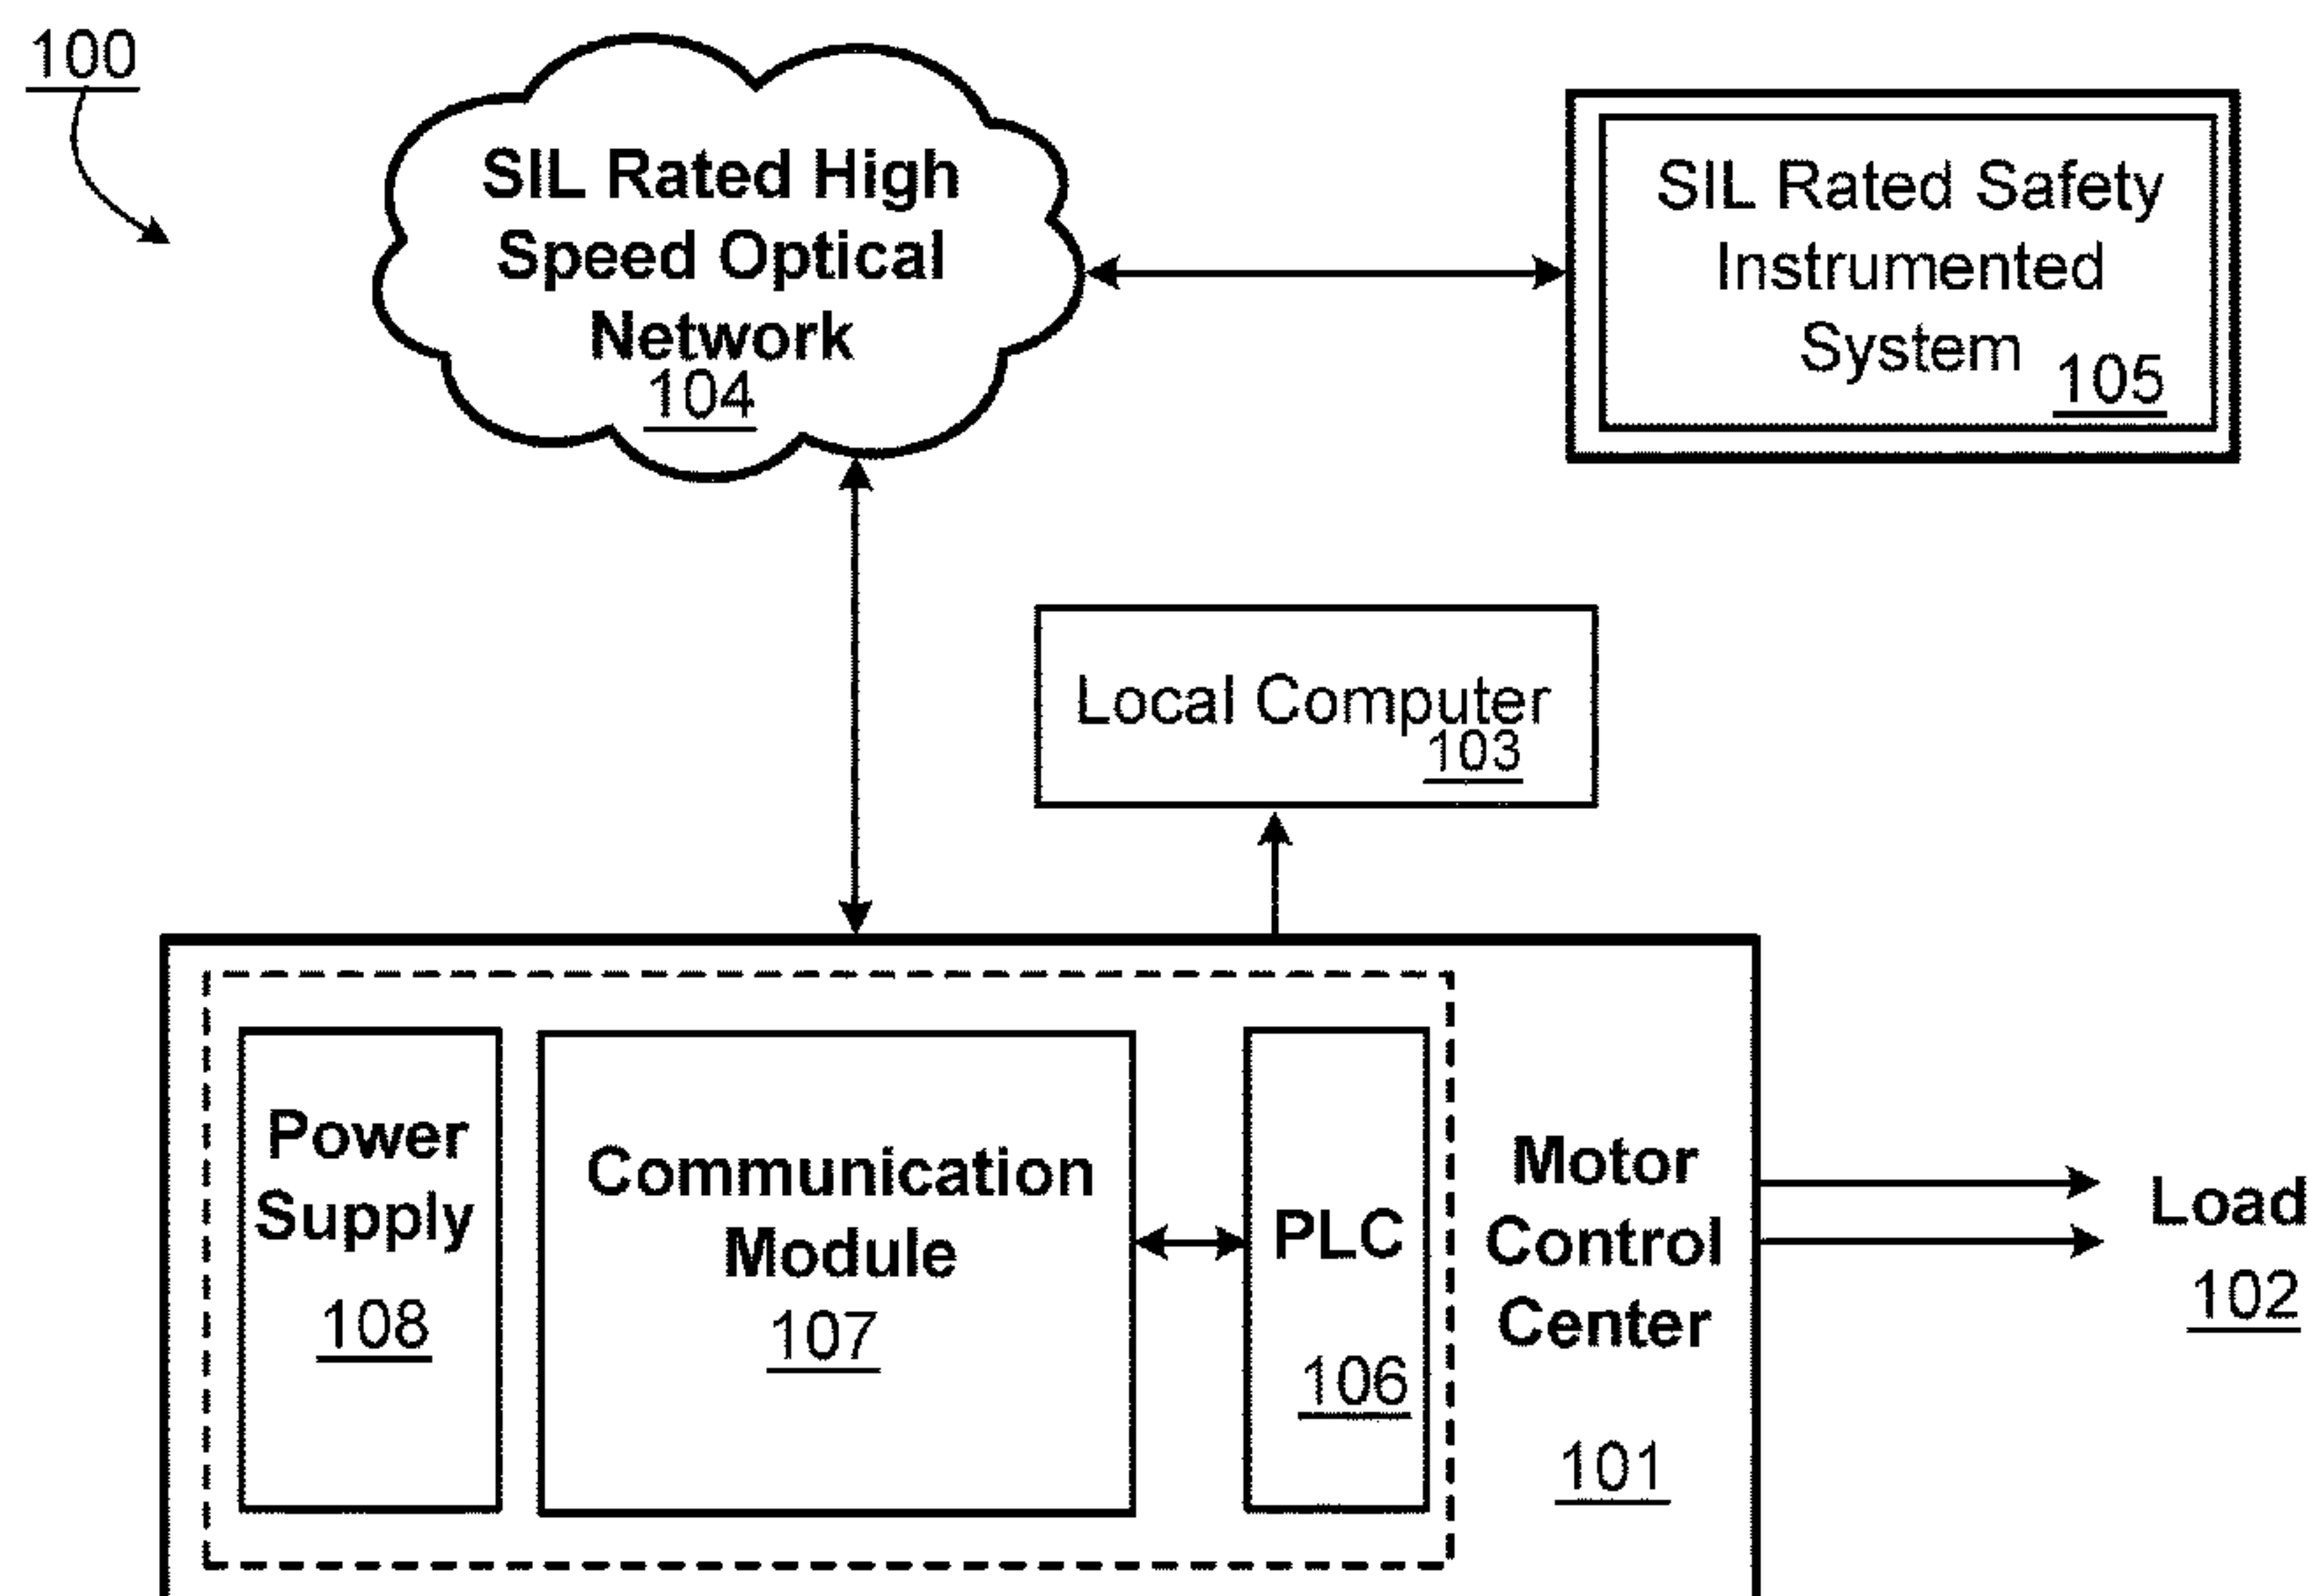 100
SIL Rated High
Speed Optical
Network
104
SIL Rated Safety
Instrumented
System 105
Local Computer
103
Power
Supply
108
Communication
Module
107
PLC
106
Motor
Control
Center
101
Load
102